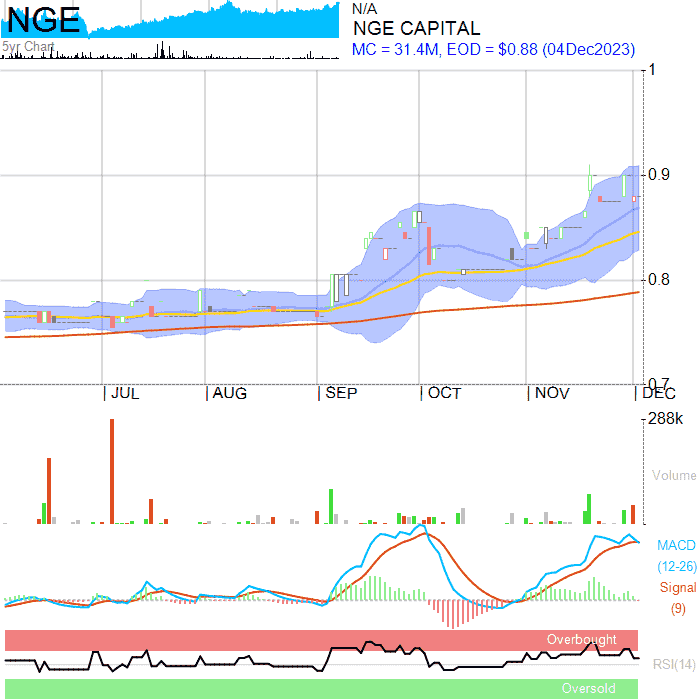 NGE
5yr Chart
N/A
NGE CAPITAL
MC = 31.4M, EOD = $0.88 (04Dec2023)
1
0.9
0.8
0.7
JUL AUG SEP OCT NOV DEC
288k
Volume
MACD
(12-26)
Signal
(9)
Overbought
RSI(14)
Oversold